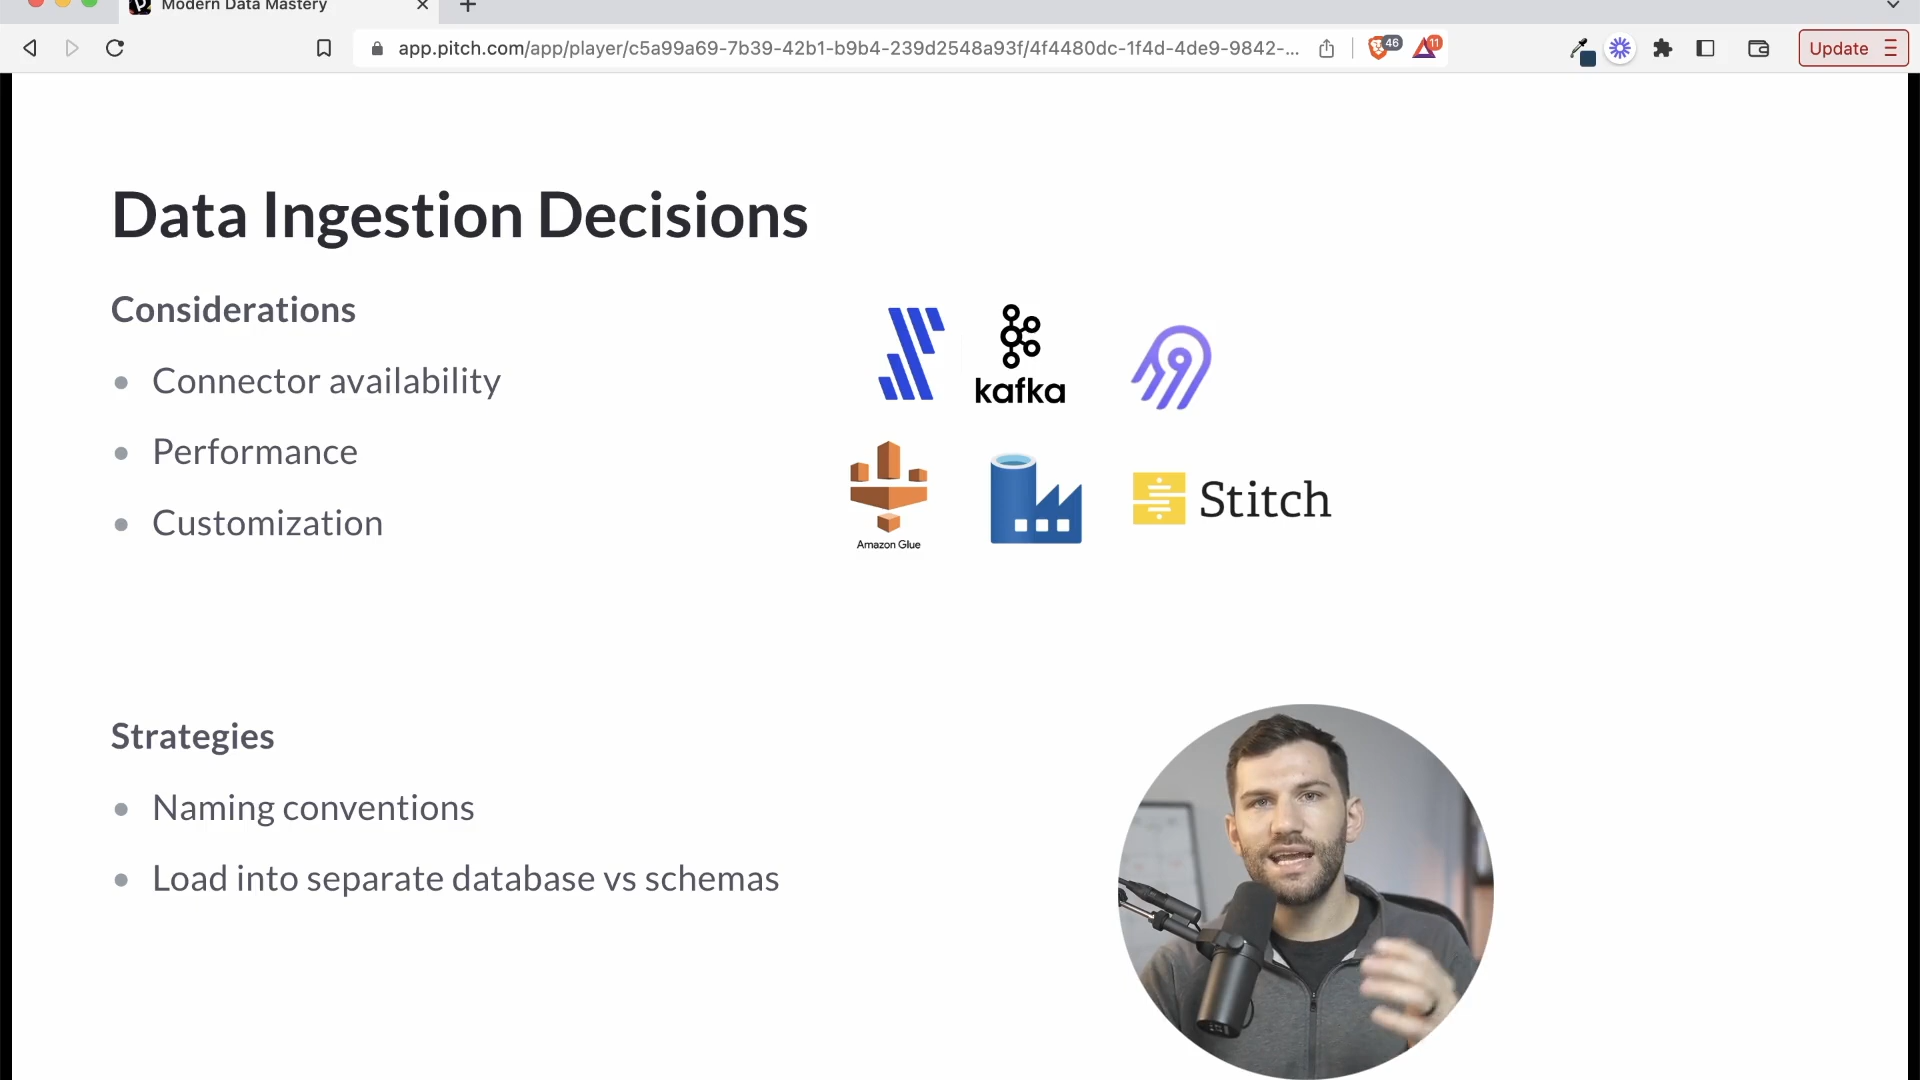 Modern Data Mastery
app.pitch.com/app/player/c5a99a69-7b39-42b1-b9b4-239d2548a93f/4f4480dc-1f4d-4de9-9842-...
46
11
Update
Data Ingestion Decisions
Considerations
Connector availability
Performance
Customization
kafka
Amazon Glue
Stitch
Strategies
Naming conventions
Load into separate database vs schemas